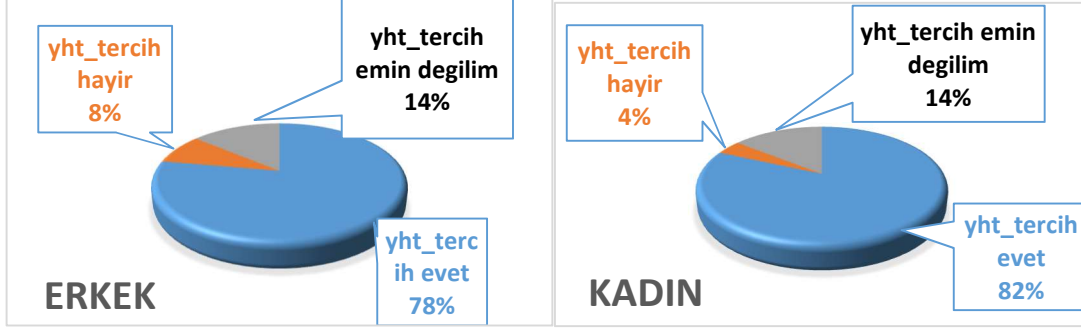 yht_tercih
hayir
8%
yht_tercih
emin degilim
14%
yht_terc
ih evet
78%
ERKEK
yht_tercih
hayir
4%
yht_tercih emin
degilim
14%
yht_tercih
evet
82%
KADIN